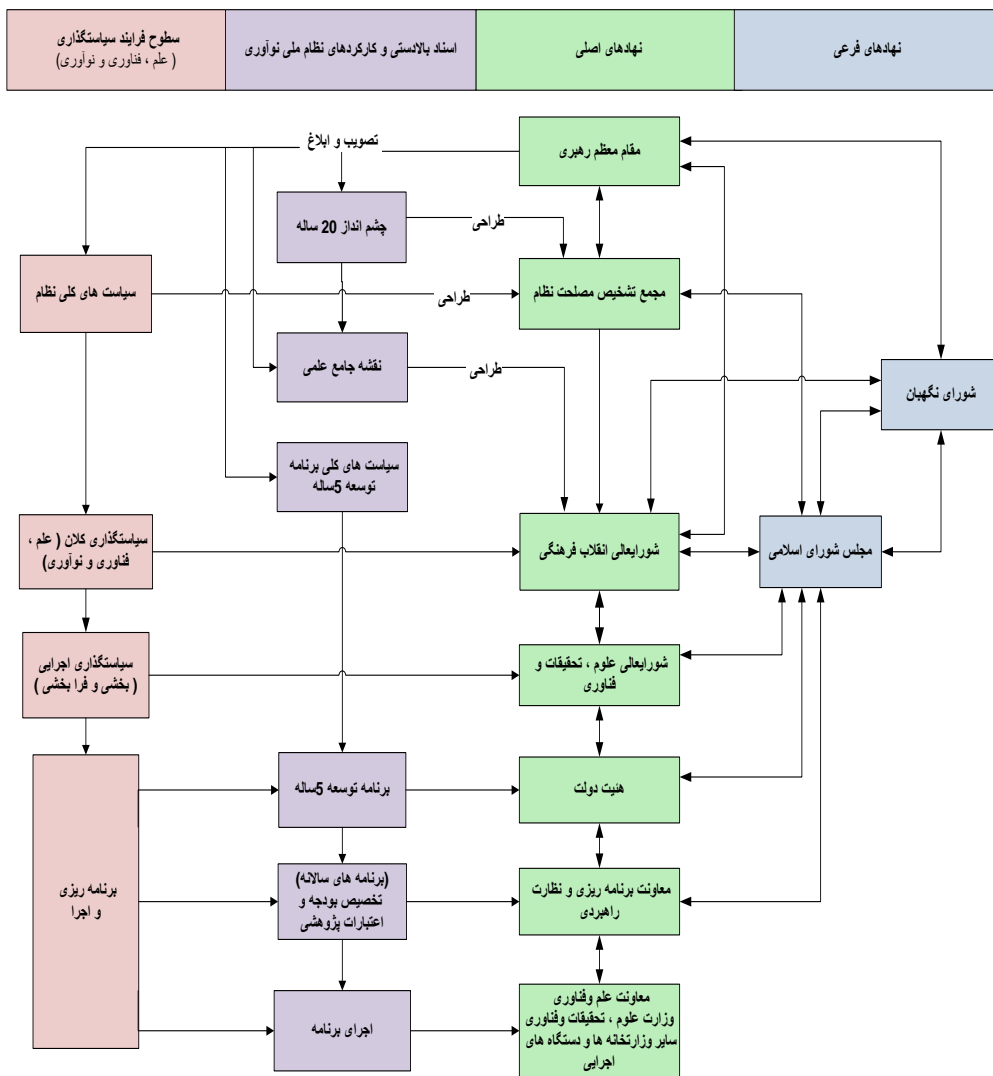 سطوح فرایند سیاستگذاری
( علم ، فناوری و نوآوری)
اسناد بالادستی و کارکردهای نظام ملی نوآوری
نهادهای اصلی
نهادهای فرعی
تصویب و ابلاغ
مقام معظم رهبری
چشم انداز 20 ساله
طراحی
سیاست های کلی نظام
طراحی
مجمع تشخیص مصلحت نظام
نقشه جامع علمی
طراحی
شورای نگهبان
سیاست های کلی برنامه
توسعه 5ساله
سیاستگذاری کلان ( علم ،
فناوری و نوآوری)
شورایعالی انقلاب فرهنگی
مجلس شورای اسلامی
سیاستگذاری اجرایی
( بخشی و فرا بخشی )
شورایعالی علوم ، تحقیقات و
فناوری
برنامه توسعه 5ساله
هئیت دولت
برنامه ریزی
و اجرا
(برنامه های سالانه)
تخصیص بودجه و
اعتبارات پژوهشی
معاونت برنامه ریزی و نظارت
راهبردی
اجرای برنامه
معاونت علم وفناوری
وزارت علوم ، تحقیقات وفناوری
سایر وزارتخانه ها و دستگاه های
اجرایی